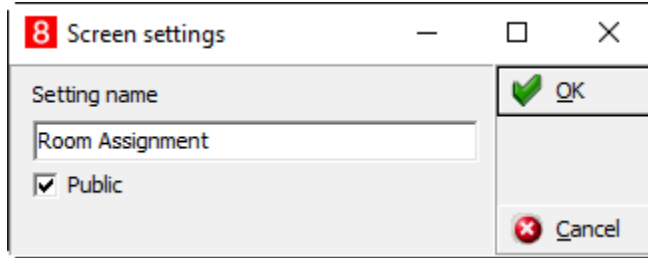 8 Screen settings
Setting name
OK
Room Assignment
Public
Cancel